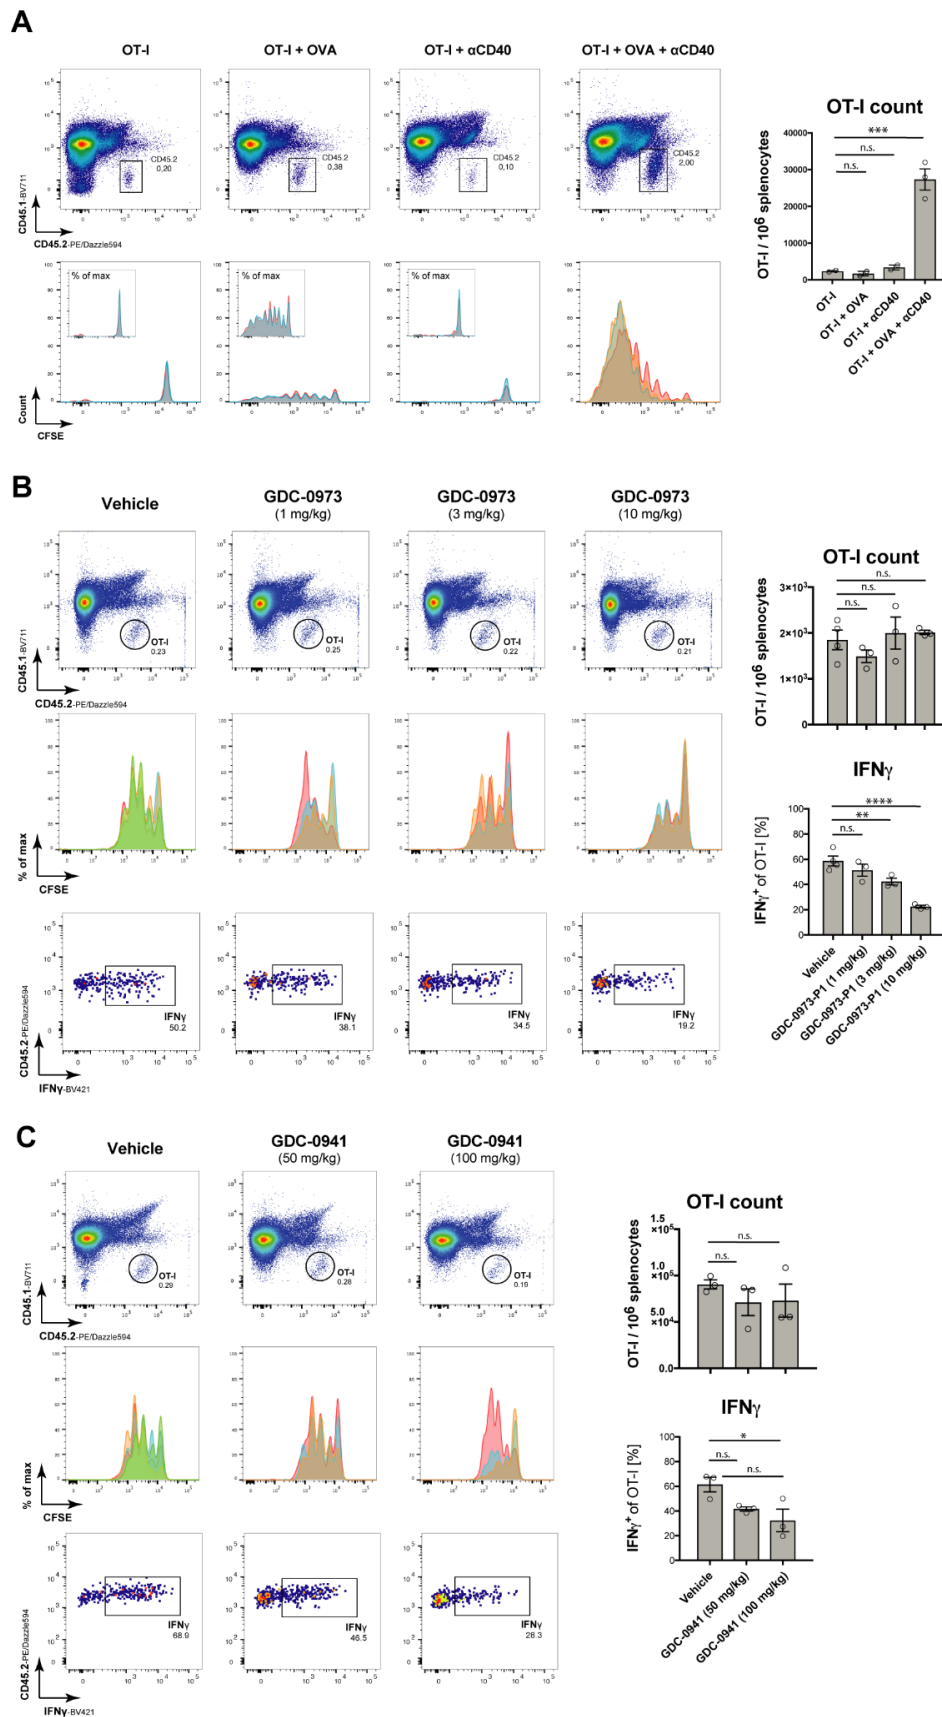 A
OT-I
OT-I + OVA
OT-I + αCD40
OT-I + OVA + αCD40
CD45.1-BV711
CD45.2-PE/Dazzle594
CD45.2
0,20
CD45.2
0,38
CD45.2
0,10
CD45.2
2,00
% of max
% of max
% of max
Count
CFSE
OT-I count
OT-I / 10⁶ splenocytes
40000
30000
20000
10000
0
***
n.s.
n.s.
OT-I
OT-I + OVA
OT-I + αCD40
OT-I + OVA + αCD40
B
Vehicle
GDC-0973
(1 mg/kg)
GDC-0973
(3 mg/kg)
GDC-0973
(10 mg/kg)
CD45.1-BV711
CD45.2-PE/Dazzle594
OT-I
0.23
OT-I
0.25
OT-I
0.22
OT-I
0.21
% of max
CFSE
CD45.2-PE/Dazzle594
IFNγ-BV421
IFNγ
50.2
IFNγ
38.1
IFNγ
34.5
IFNγ
19.2
OT-I count
OT-I / 10⁶ splenocytes
3×10³
2×10³
1×10³
0
n.s.
n.s.
n.s.
IFNγ
IFNγ⁺ of OT-I [%]
100
80
60
40
20
0
****
**
n.s.
Vehicle
GDC-0973-P1 (1 mg/kg)
GDC-0973-P1 (3 mg/kg)
GDC-0973-P1 (10 mg/kg)
C
Vehicle
GDC-0941
(50 mg/kg)
GDC-0941
(100 mg/kg)
CD45.1-BV711
CD45.2-PE/Dazzle594
OT-I
0.29
OT-I
0.28
OT-I
0.19
% of max
CFSE
CD45.2-PE/Dazzle594
IFNγ-BV421
IFNγ
68.9
IFNγ
46.5
IFNγ
28.3
OT-I count
OT-I / 10⁶ splenocytes
1.5
×10⁵
1.0
×10⁵
5.0
×10⁴
0.0
n.s.
n.s.
IFNγ
IFNγ⁺ of OT-I [%]
100
80
60
40
20
0
*
n.s.
n.s.
Vehicle
GDC-0941 (50 mg/kg)
GDC-0941 (100 mg/kg)